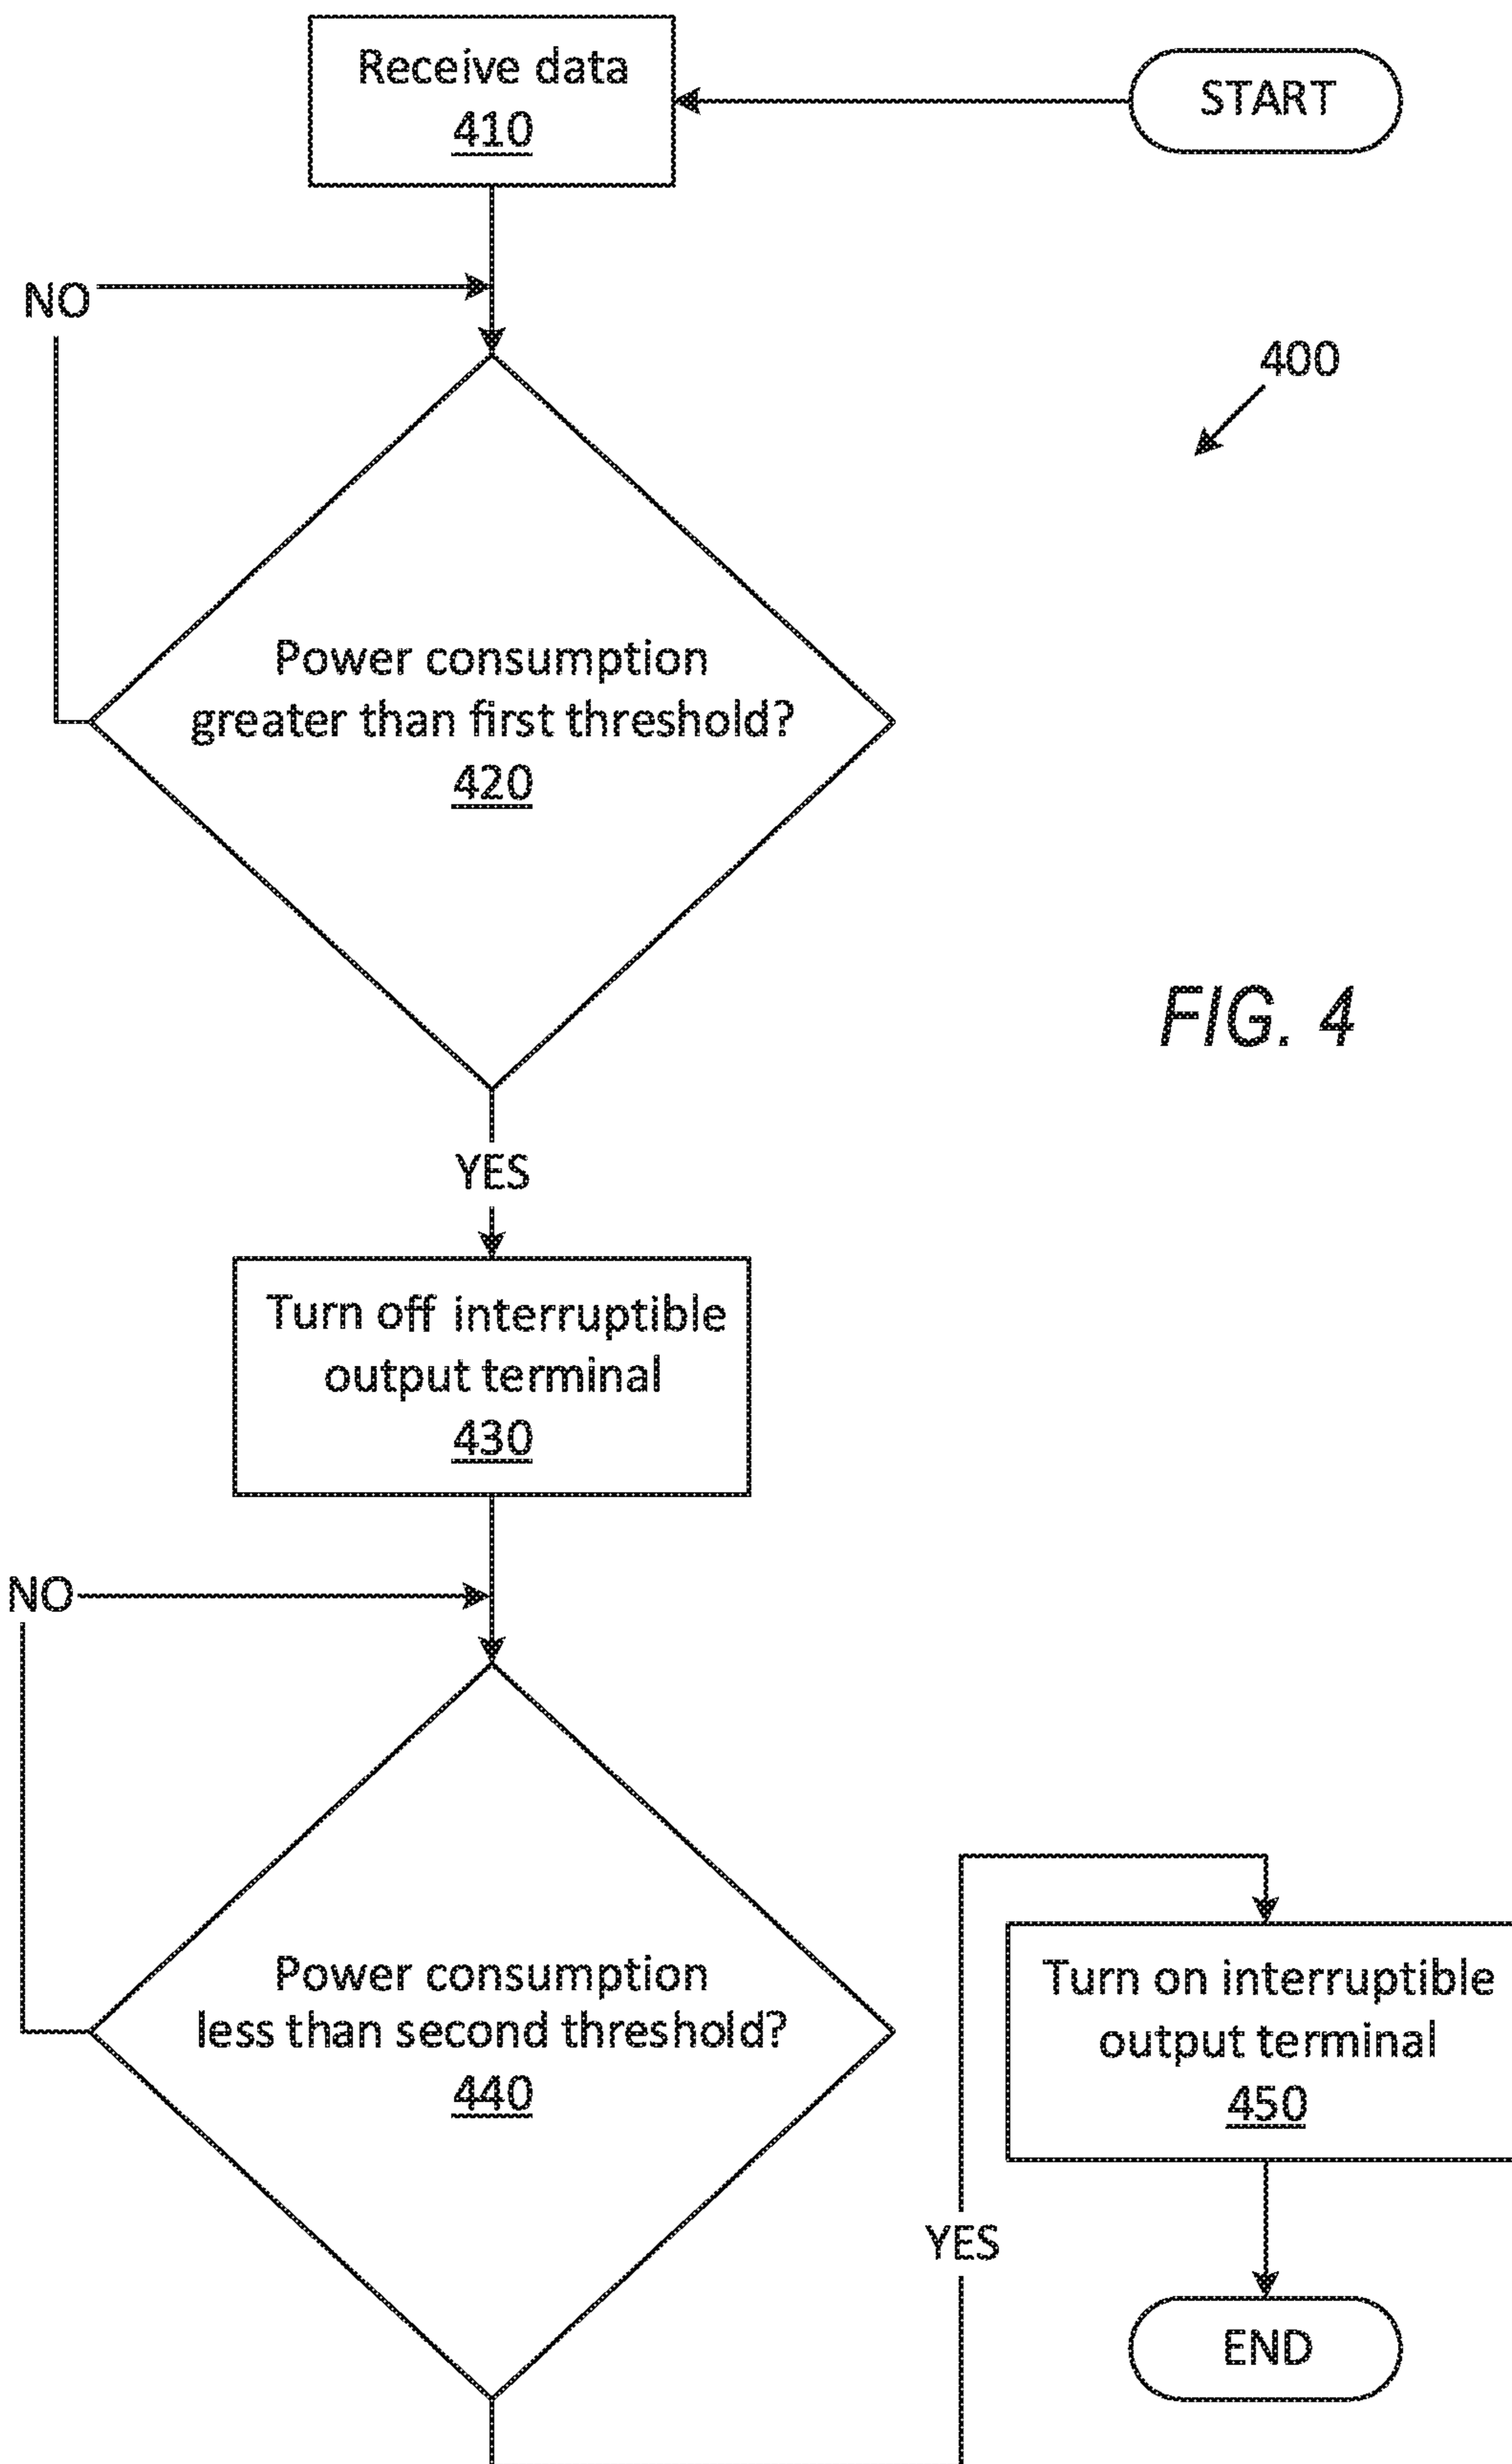 START
Receive data
410
NO
400
Power consumption
greater than first threshold?
420
FIG. 4
YES
Turn off interruptible
output terminal
430
NO
Power consumption
less than second threshold?
440
YES
Turn on interruptible
output terminal
450
END